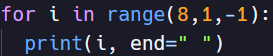 for i in range(8,1,-1):
  print(i, end=" ")